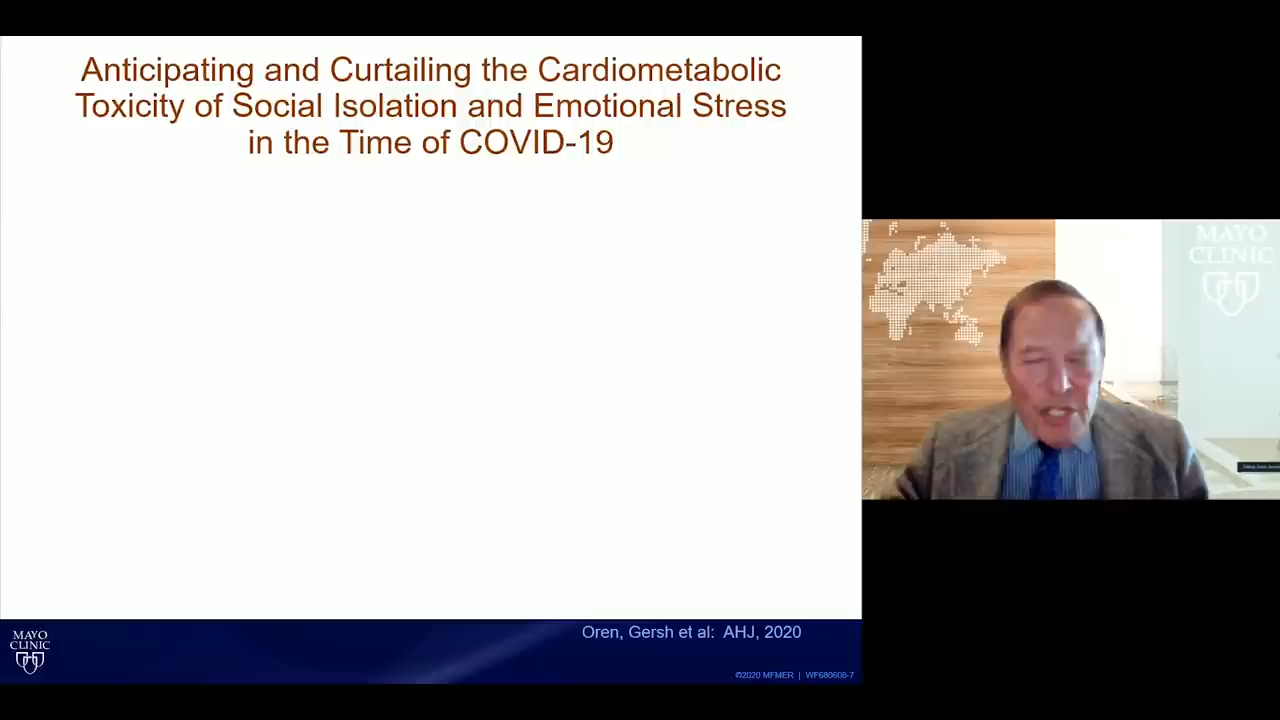 Anticipating and Curtailing the Cardiometabolic
Toxicity of Social Isolation and Emotional Stress
in the Time of COVID-19
MAYO
CLINIC
Oren, Gersh et al: AHJ, 2020
MAYO
CLINIC
©2020 MFMER | WF680608-7